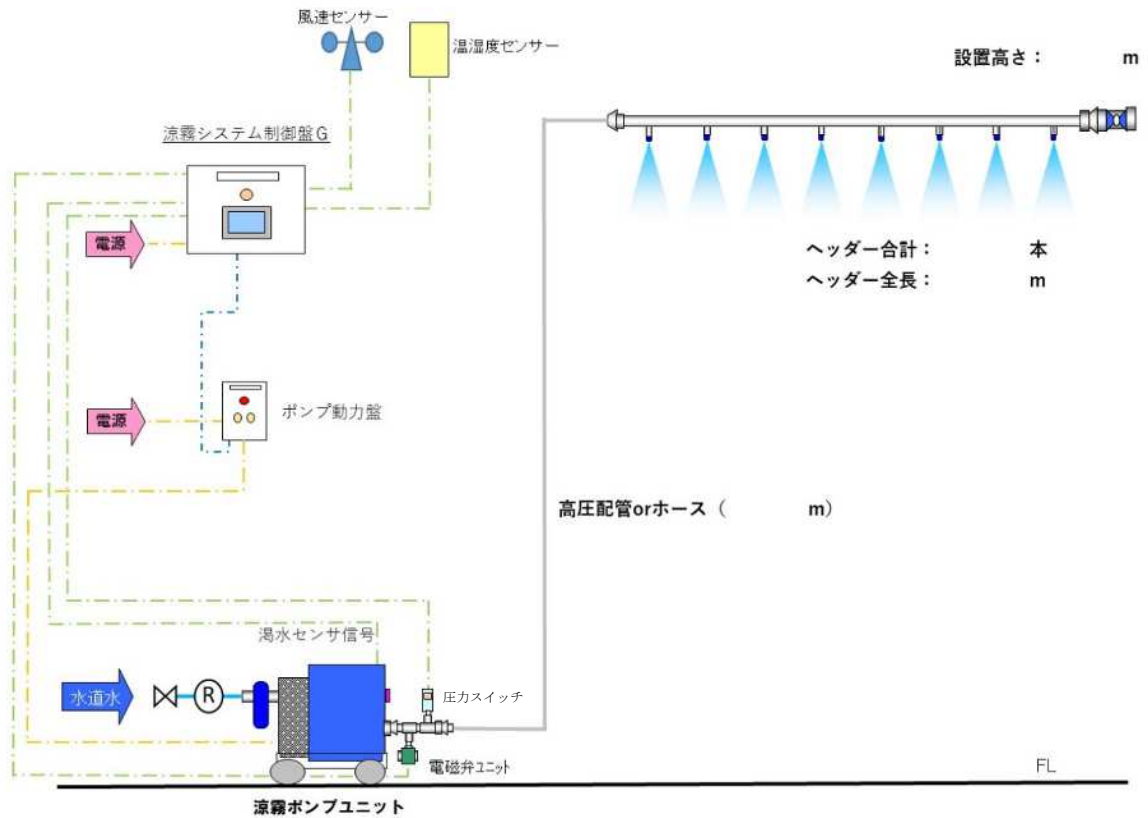 風速センサー
温湿度センサー
設置高さ： m
涼霧システム制御盤G
電源
ヘッダー合計： 本
ヘッダー全長： m
電源
ポンプ動力盤
高圧配管orホース（ m）
渇水センサ信号
水道水
R
圧力スイッチ
電磁弁ユニット
FL
涼霧ポンプユニット